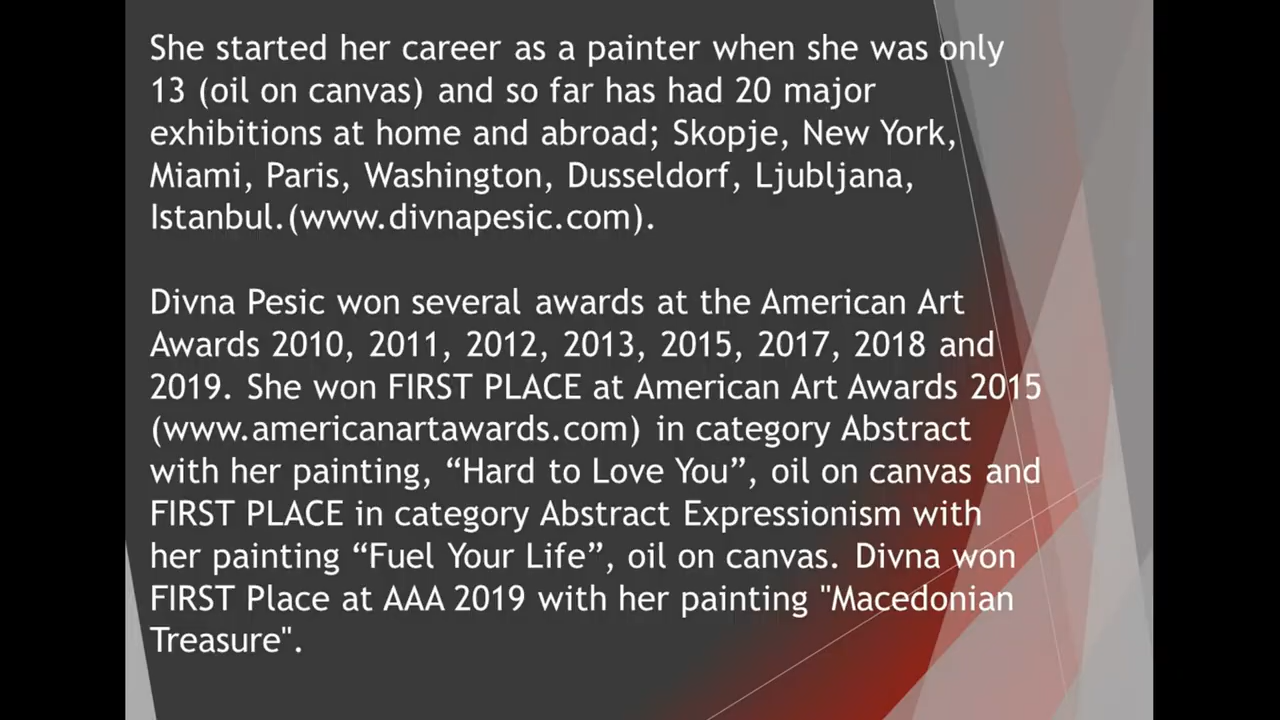 She started her career as a painter when she was only
13 (oil on canvas) and so far has had 20 major
exhibitions at home and abroad; Skopje, New York,
Miami, Paris, Washington, Dusseldorf, Ljubljana,
Istanbul.(www.divnapesic.com).
Divna Pesic won several awards at the American Art
Awards 2010, 2011, 2012, 2013, 2015, 2017, 2018 and
2019. She won FIRST PLACE at American Art Awards 2015
(www.americanartawards.com) in category Abstract
with her painting, “Hard to Love You”, oil on canvas and
FIRST PLACE in category Abstract Expressionism with
her painting “Fuel Your Life”, oil on canvas. Divna won
FIRST Place at AAA 2019 with her painting "Macedonian
Treasure".